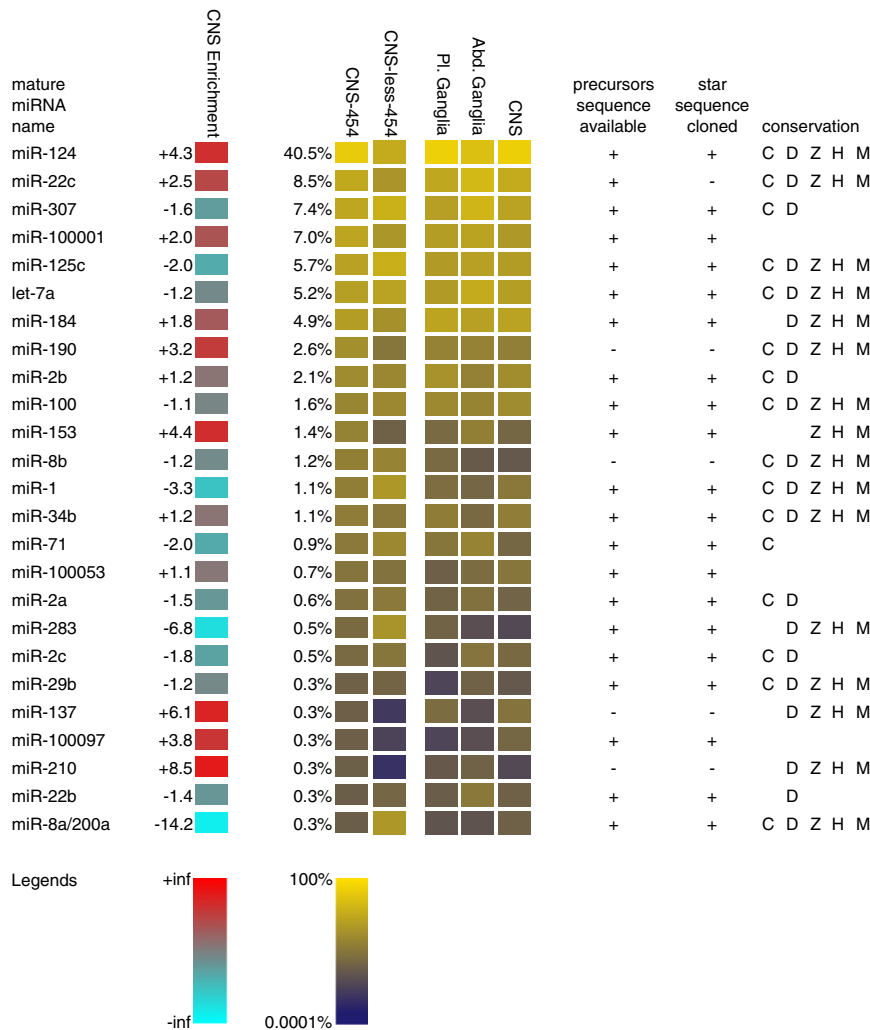 CNS Enrichment
CNS-454
CNS-less-454
Pl. Ganglia
Abd. Ganglia
CNS
mature miRNA name
precursors sequence available
star sequence cloned
conservation
miR-124 +4.3 40.5% + + C D Z H M
miR-22c +2.5 8.5% + - C D Z H M
miR-307 -1.6 7.4% + + C D
miR-100001 +2.0 7.0% + +
miR-125c -2.0 5.7% + + C D Z H M
let-7a -1.2 5.2% + + C D Z H M
miR-184 +1.8 4.9% + + D Z H M
miR-190 +3.2 2.6% - - C D Z H M
miR-2b +1.2 2.1% + + C D
miR-100 -1.1 1.6% + + C D Z H M
miR-153 +4.4 1.4% + + Z H M
miR-8b -1.2 1.2% - - C D Z H M
miR-1 -3.3 1.1% + + C D Z H M
miR-34b +1.2 1.1% + + C D Z H M
miR-71 -2.0 0.9% + + C
miR-100053 +1.1 0.7% + +
miR-2a -1.5 0.6% + + C D
miR-283 -6.8 0.5% + + D Z H M
miR-2c -1.8 0.5% + + C D
miR-29b -1.2 0.3% + + C D Z H M
miR-137 +6.1 0.3% - - D Z H M
miR-100097 +3.8 0.3% + +
miR-210 +8.5 0.3% - - D Z H M
miR-22b -1.4 0.3% + + D
miR-8a/200a -14.2 0.3% + + C D Z H M
Legends +inf 100%
-inf 0.0001%